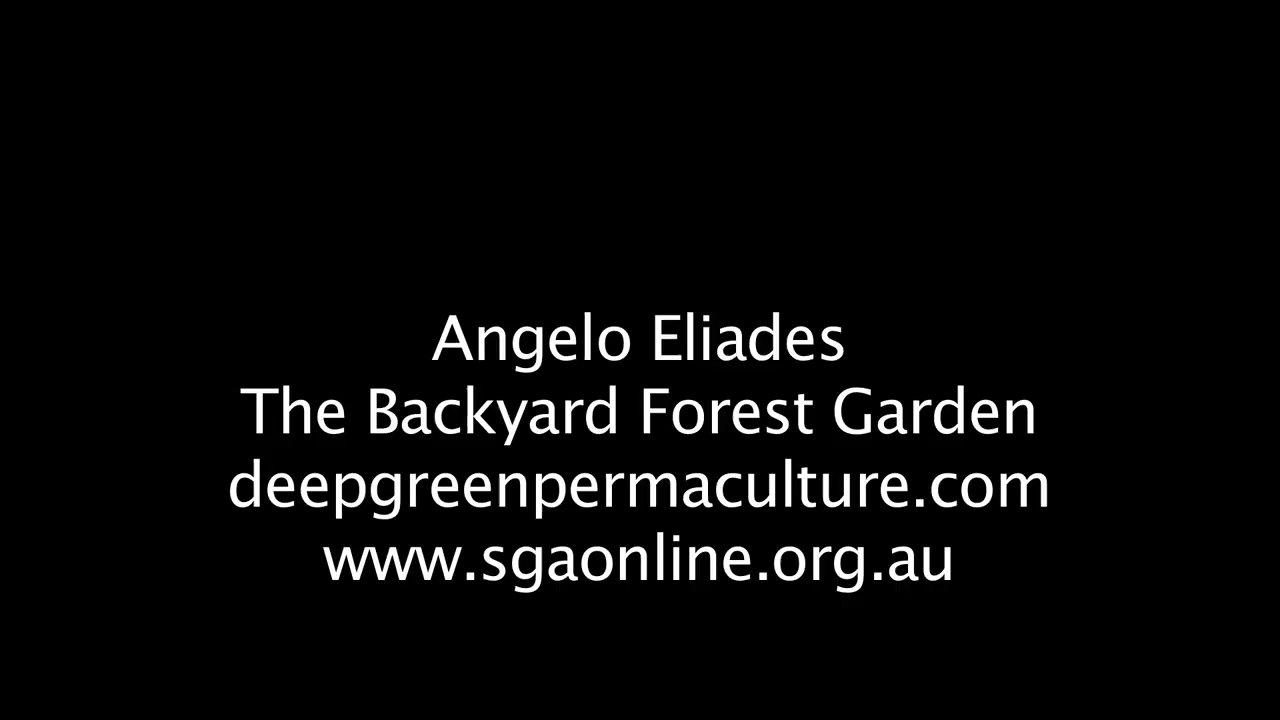 Angelo Eliades
The Backyard Forest Garden
deepgreenpermaculture.com
www.sgaonline.org.au